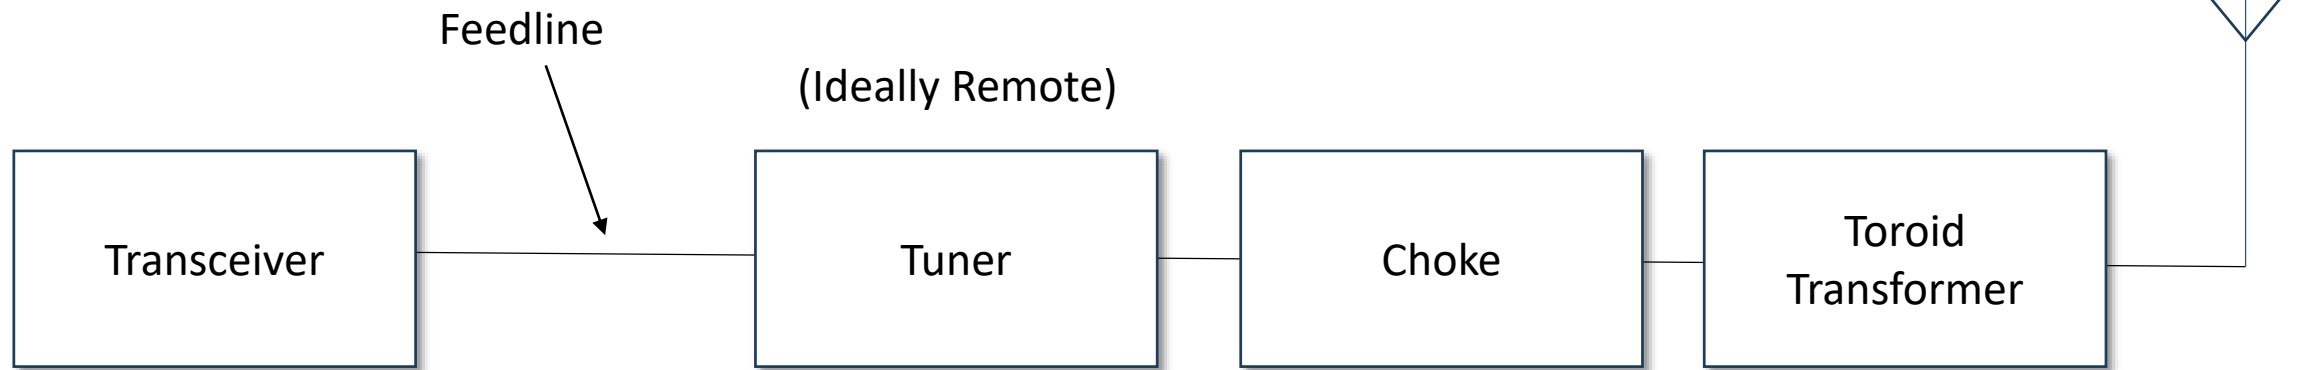 Feedline
(Ideally Remote)
Transceiver
Tuner
Choke
Toroid
Transformer